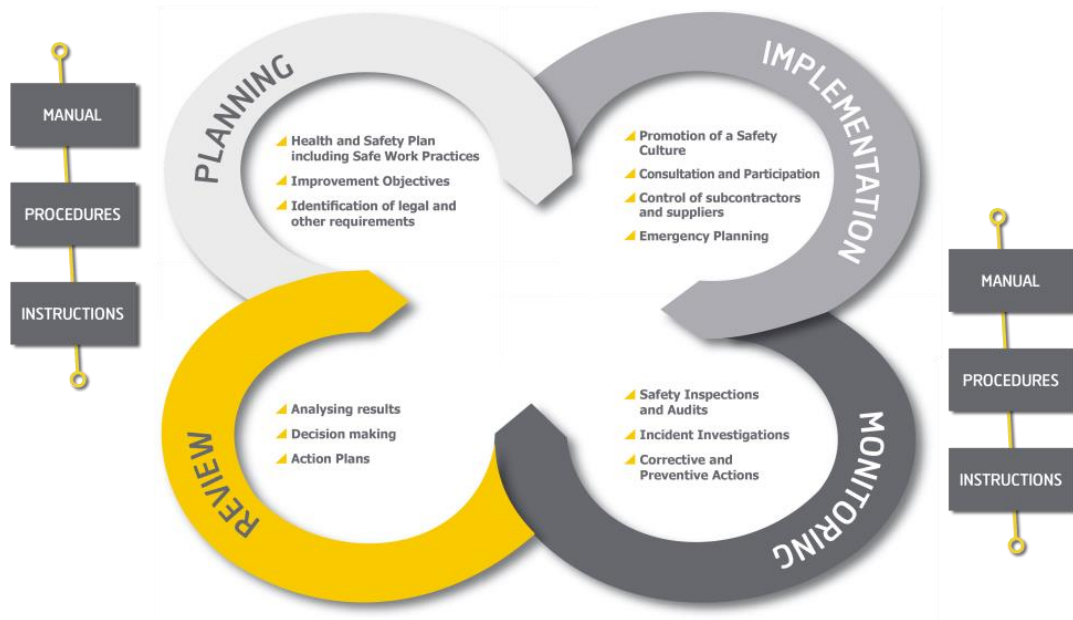 MANUAL
PROCEDURES
INSTRUCTIONS
PLANNING
Health and Safety Plan
including Safe Work Practices
Improvement Objectives
Identification of legal and
other requirements
IMPLEMENTATION
Promotion of a Safety
Culture
Consultation and Participation
Control of subcontractors
and suppliers
Emergency Planning
REVIEW
Analysing results
Decision making
Action Plans
MONITORING
Safety Inspections
and Audits
Incident Investigations
Corrective and
Preventive Actions
MANUAL
PROCEDURES
INSTRUCTIONS